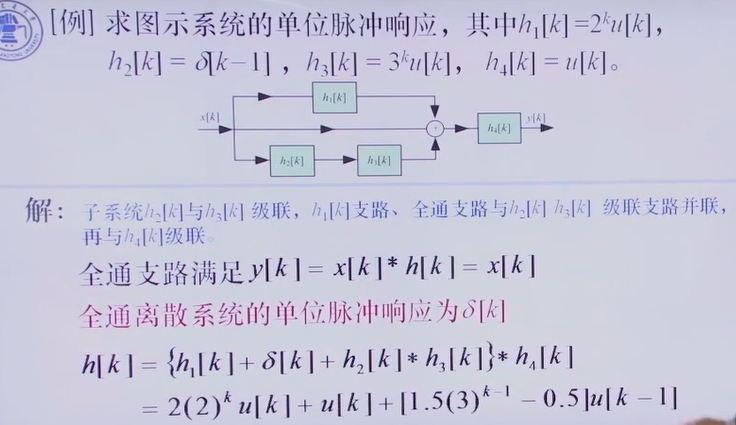 [例] 求图示系统的单位脉冲响应，其中h₁[k]=2ᵏu[k]，
h₂[k] = δ[k−1] ，h₃[k] = 3ᵏu[k]， h₄[k] = u[k]。
h₁[k]
x[k] + h₄[k] y[k]
h₂[k] h₃[k]
解：子系统h₂[k]与h₃[k] 级联，h₁[k]支路、全通支路与h₂[k] h₃[k] 级联支路并联，
再与h₄[k]级联。
全通支路满足y[k] = x[k]* h[k] = x[k]
全通离散系统的单位脉冲响应为δ[k]
h[k] = {h₁[k]+ δ[k]+ h₂[k]* h₃[k]}* h₄[k]
= 2(2)ᵏ u[k]+ u[k]+[1.5(3)ᵏ⁻¹ − 0.5]u[k − 1]